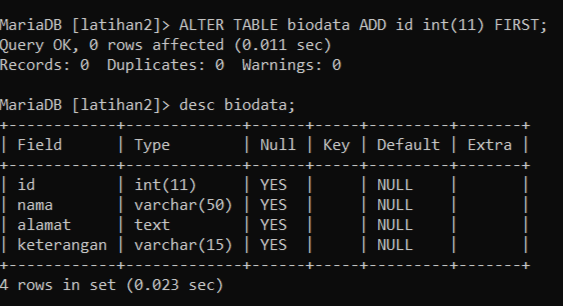 MariaDB [latihan2]> ALTER TABLE biodata ADD id int(11) FIRST;
Query OK, 0 rows affected (0.011 sec)
Records: 0  Duplicates: 0  Warnings: 0
MariaDB [latihan2]> desc biodata;
+------------+-------------+------+-----+---------+-------+
| Field      | Type        | Null | Key | Default | Extra |
+------------+-------------+------+-----+---------+-------+
| id         | int(11)     | YES  |     | NULL    |       |
| nama       | varchar(50) | YES  |     | NULL    |       |
| alamat     | text        | YES  |     | NULL    |       |
| keterangan | varchar(15) | YES  |     | NULL    |       |
+------------+-------------+------+-----+---------+-------+
4 rows in set (0.023 sec)